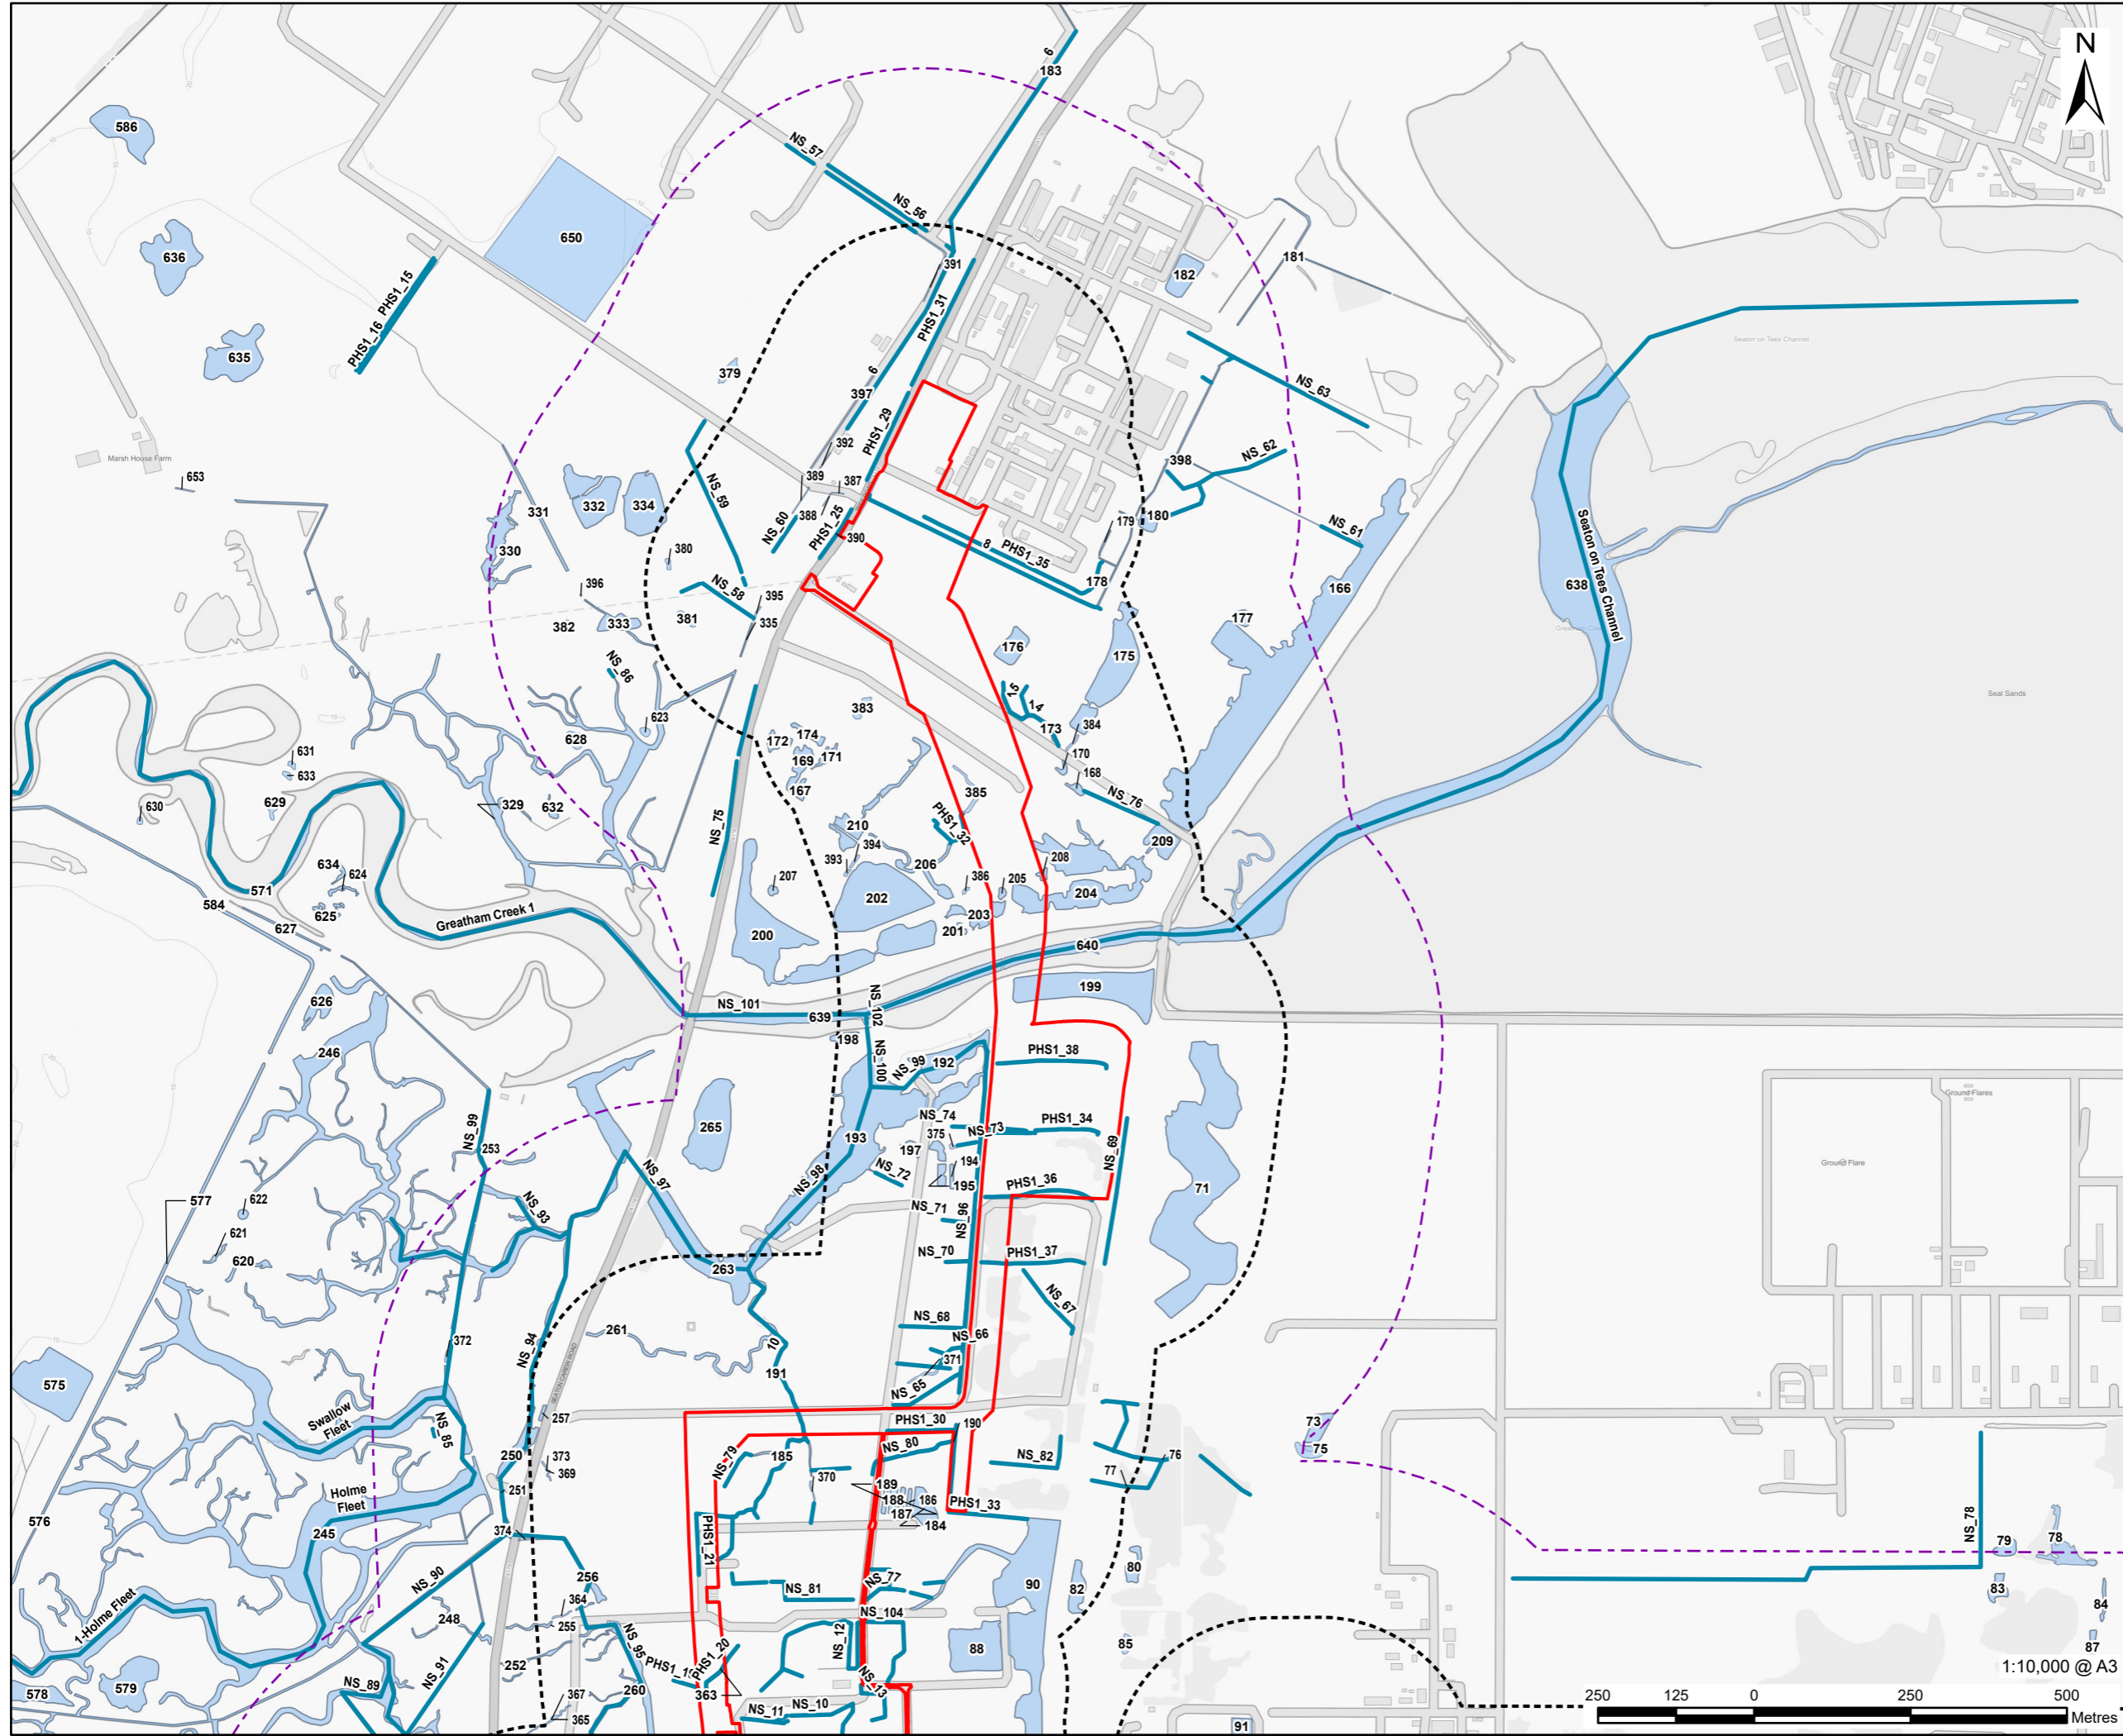 N
6
183
586
NS_57
NS_56
650
636
391
182
181
PHS1_15
PHS1_16
PHS1_31
635
379
6
397
NS_63
Seaton on Tees Channel
Marsh House Farm
653
392
PHS1_29
398
NS_62
389
387
331
332
334
NS_59
388
NS_60
PHS1_25
390
179
180
NS_61
330
380
8
PHS1_35
178
166
638
Seaton on Tees Channel
396
NS_58
395
382
333
381
335
177
176
175
NS_86
Seal Sands
15
14
383
173
384
623
628
172
174
169
171
170
168
631
633
167
NS_76
630
629
329
632
NS_75
385
PHS1_32
210
394
393
206
208
209
634
624
207
386
205
571
202
204
584
625
Greatham Creek 1
203
627
200
201
640
626
199
NS_101
639
NS_102
198
246
NS_100
NS_99
192
PHS1_38
Ground Flares
265
NS_74
NS_99
NS_73
PHS1_34
375
193
253
197
NS_69
Ground Flare
194
NS_97
NS_98
NS_72
195
PHS1_36
71
577
622
NS_93
NS_71
NS_96
621
620
NS_70
PHS1_37
263
NS_67
NS_68
261
10
NS_66
372
NS_94
371
575
191
SEATON CAREW ROAD
NS_65
Swallow
Fleet
NS_85
257
PHS1_30
190
73
75
250
NS_79
185
NS_80
NS_82
76
373
369
77
370
251
189
188
186
Holme
Fleet
187
184
PHS1_33
576
245
374
PHS1_21
NS_78
79
78
80
NS_90
256
NS_77
NS_81
90
82
83
364
1-Holme Fleet
248
NS_104
84
255
NS_95
NS_12
88
85
87
252
NS_91
PHS1_20
1:10,000 @ A3
579
578
NS_89
367
260
363
NS_13
250
125
0
250
500
365
NS_11
NS_10
91
Metres